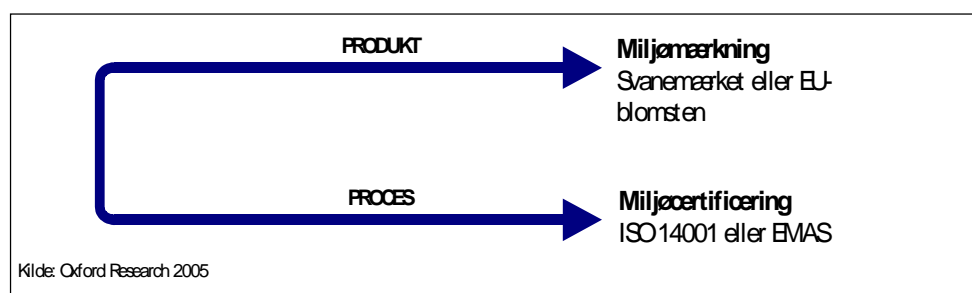 PRODUKT
Miljømærkning
Svanemærket eller EU-
blomsten
PROCES
Miljøcertificering
ISO 14001 eller EMAS
Kilde: Oxford Research 2005